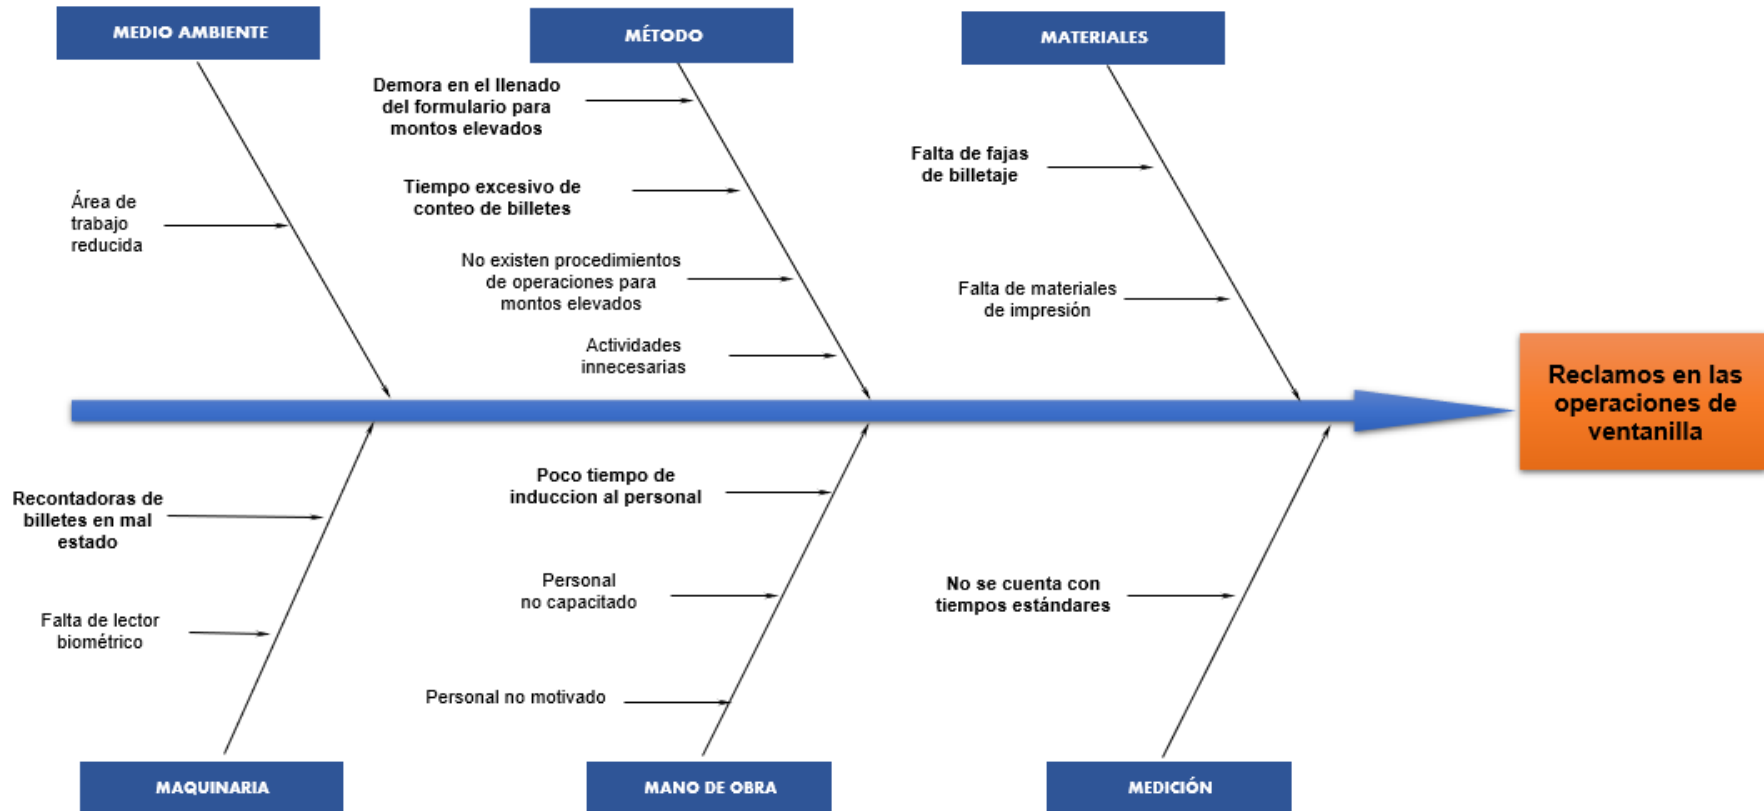 MEDIO AMBIENTE
MÉTODO
MATERIALES
Demora en el llenado
del formulario para
montos elevados
Tiempo excesivo de
conteo de billetes
No existen procedimientos
de operaciones para
montos elevados
Actividades
innecesarias
Área de
trabajo
reducida
Falta de fajas
de billetaje
Falta de materiales
de impresión
Reclamos en las
operaciones de
ventanilla
Recontadoras de
billetes en mal
estado
Falta de lector
biométrico
Poco tiempo de
induccion al personal
Personal
no capacitado
Personal no motivado
No se cuenta con
tiempos estándares
MAQUINARIA
MANO DE OBRA
MEDICIÓN